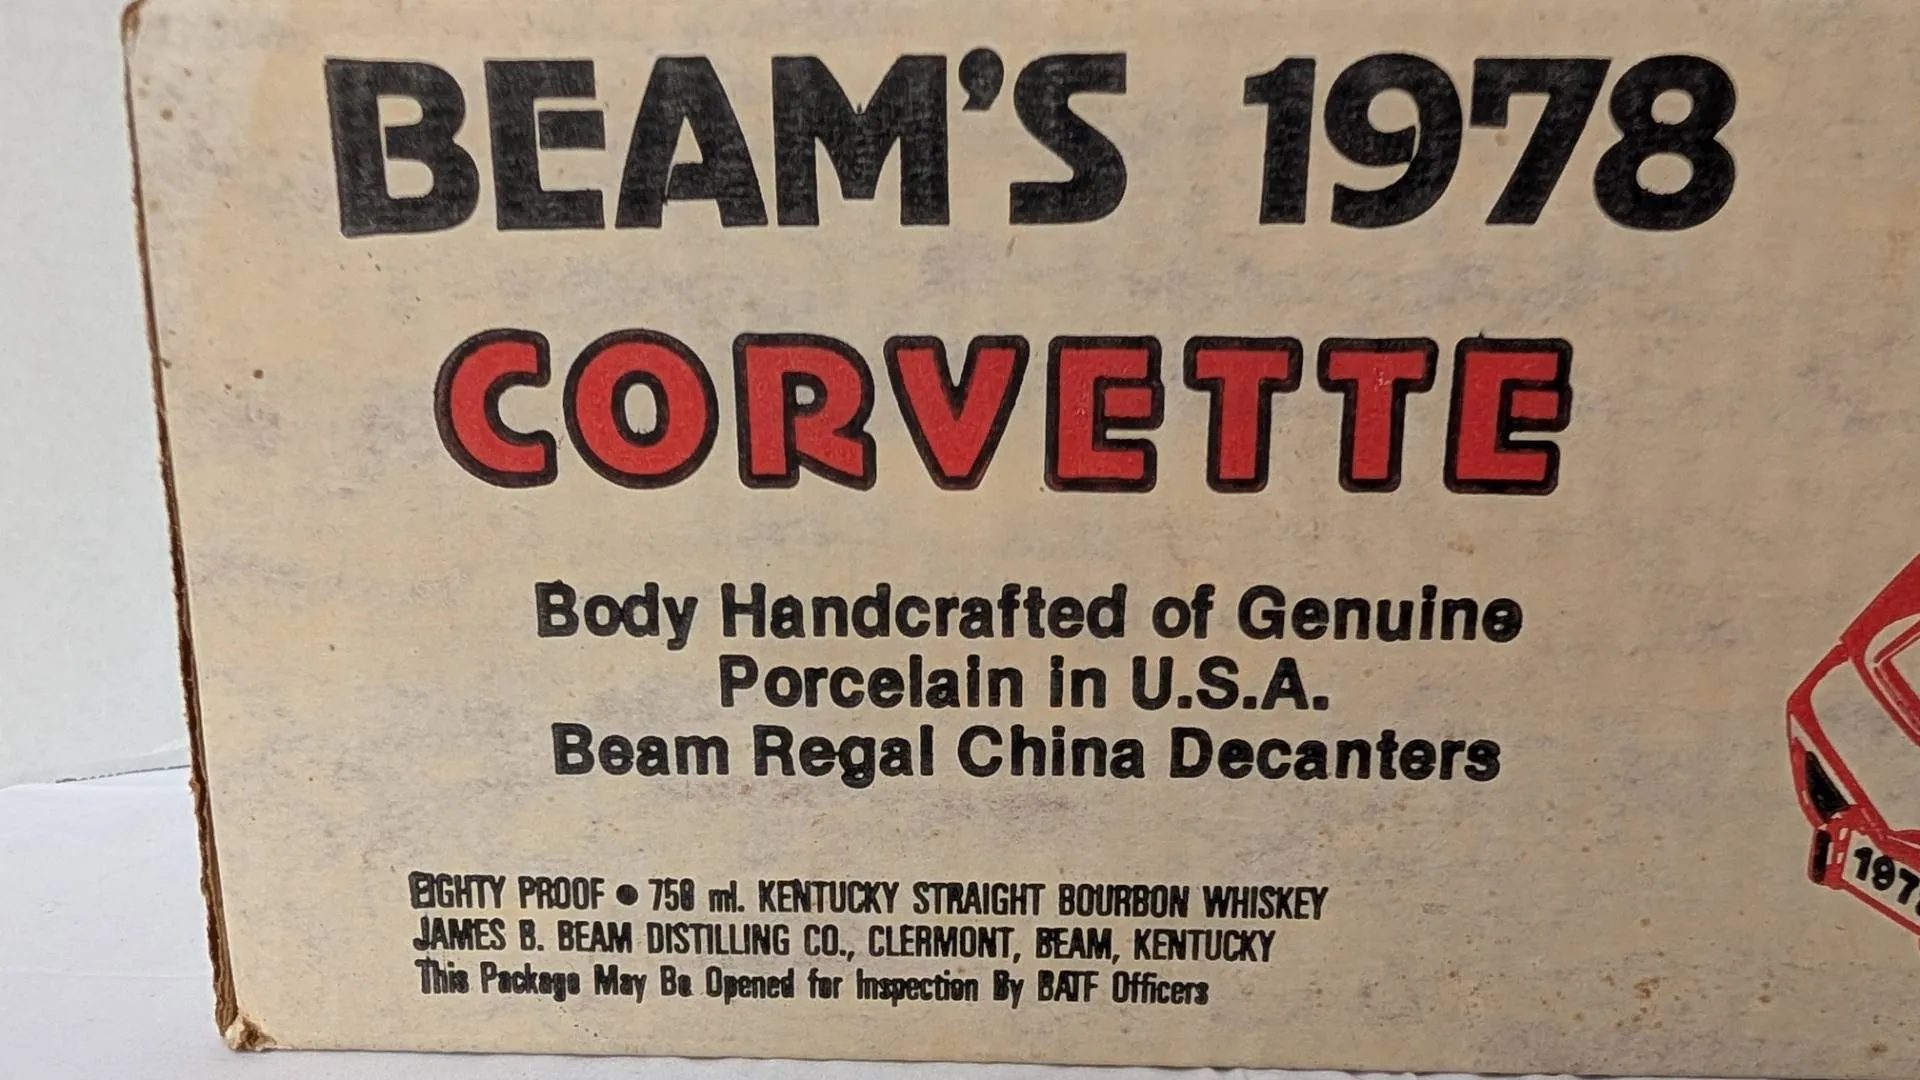 BEAM'S 1978
CORVETTE
Body Handcrafted of Genuine
Porcelain in U.S.A.
Beam Regal China Decanters
EIGHTY PROOF ● 750 ml. KENTUCKY STRAIGHT BOURBON WHISKEY
JAMES B. BEAM DISTILLING CO., CLERMONT, BEAM, KENTUCKY
This Package May Be Opened for Inspection By BATF Officers